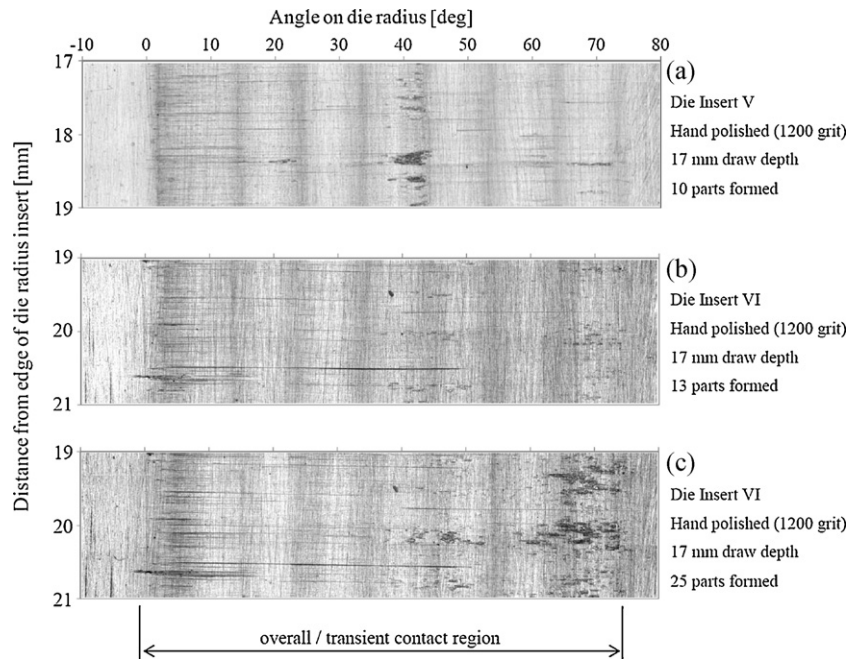 Angle on die radius [deg]
-10 0 10 20 30 40 50 60 70 80
Distance from edge of die radius insert [mm]
17
18
19
(a)
Die Insert V
Hand polished (1200 grit)
17 mm draw depth
10 parts formed
19
20
21
(b)
Die Insert VI
Hand polished (1200 grit)
17 mm draw depth
13 parts formed
19
20
21
(c)
Die Insert VI
Hand polished (1200 grit)
17 mm draw depth
25 parts formed
overall / transient contact region